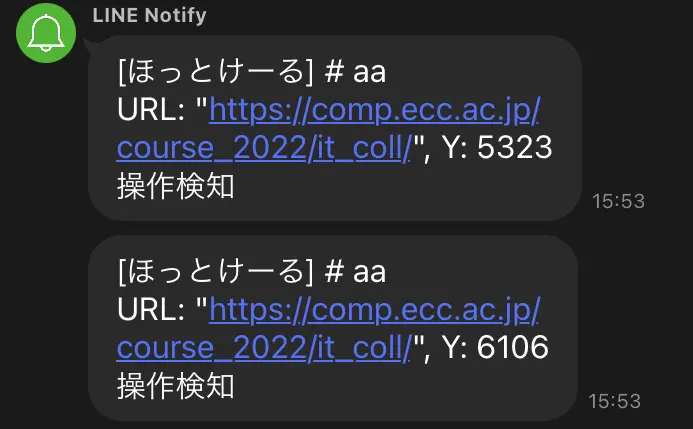 LINE Notify
[ほっとけーる] # aa
URL: "https://comp.ecc.ac.jp/
course_2022/it_coll/", Y: 5323
操作検知
15:53
[ほっとけーる] # aa
URL: "https://comp.ecc.ac.jp/
course_2022/it_coll/", Y: 6106
操作検知
15:53